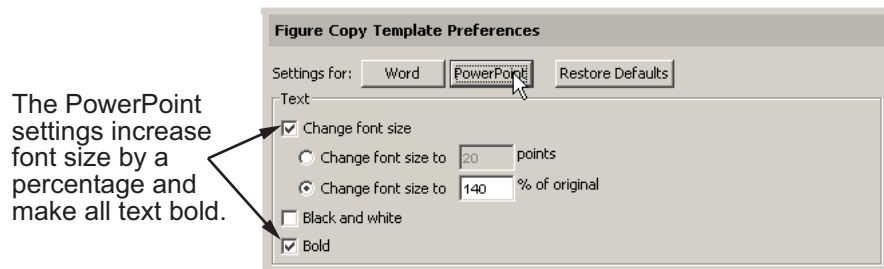 Figure Copy Template Preferences
Settings for: Word PowerPoint Restore Defaults
Text
The PowerPoint
settings increase
font size by a
percentage and
make all text bold.
Change font size
Change font size to 20 points
Change font size to 140 % of original
Black and white
Bold